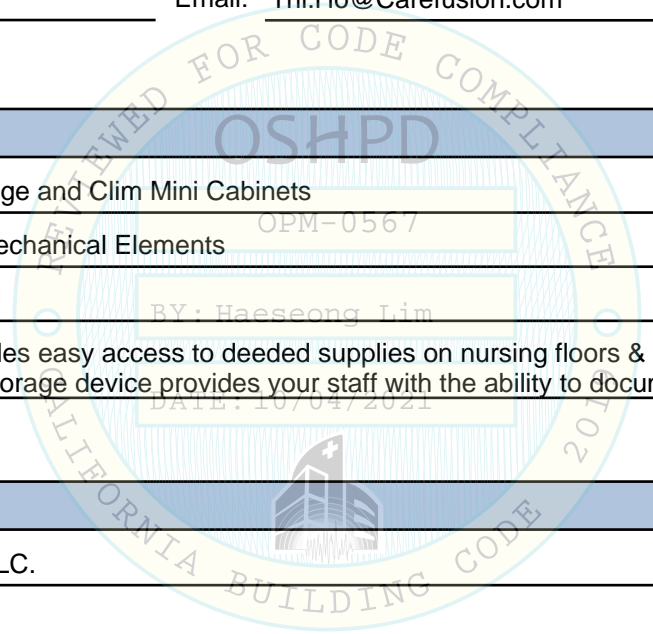 Email: Thi.Ho@Carefusion.com
REVIEWED FOR CODE COMPLIANCE
OSHPD
ge and Clim Mini Cabinets
OPM-0567
echanical Elements
BY: Haeseong Lim
les easy access to deeded supplies on nursing floors &
orage device provides your staff with the ability to docu
DATE: 10/04/2021
LC.
CALIFORNIA BUILDING CODE 2019